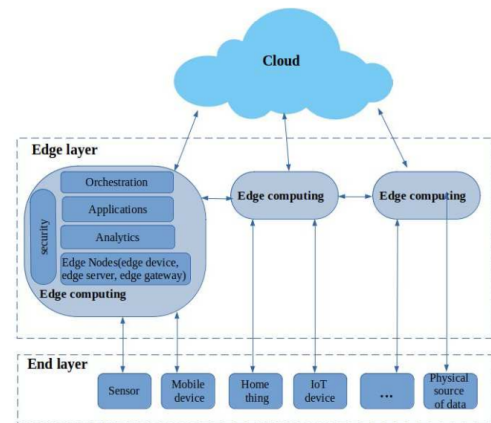 Cloud
Edge layer
Orchestration
Applications
Analytics
security
Edge Nodes(edge device,
edge server, edge gateway)
Edge computing
Edge computing
Edge computing
End layer
Sensor
Mobile
device
Home
thing
IoT
device
...
Physical
source
of data